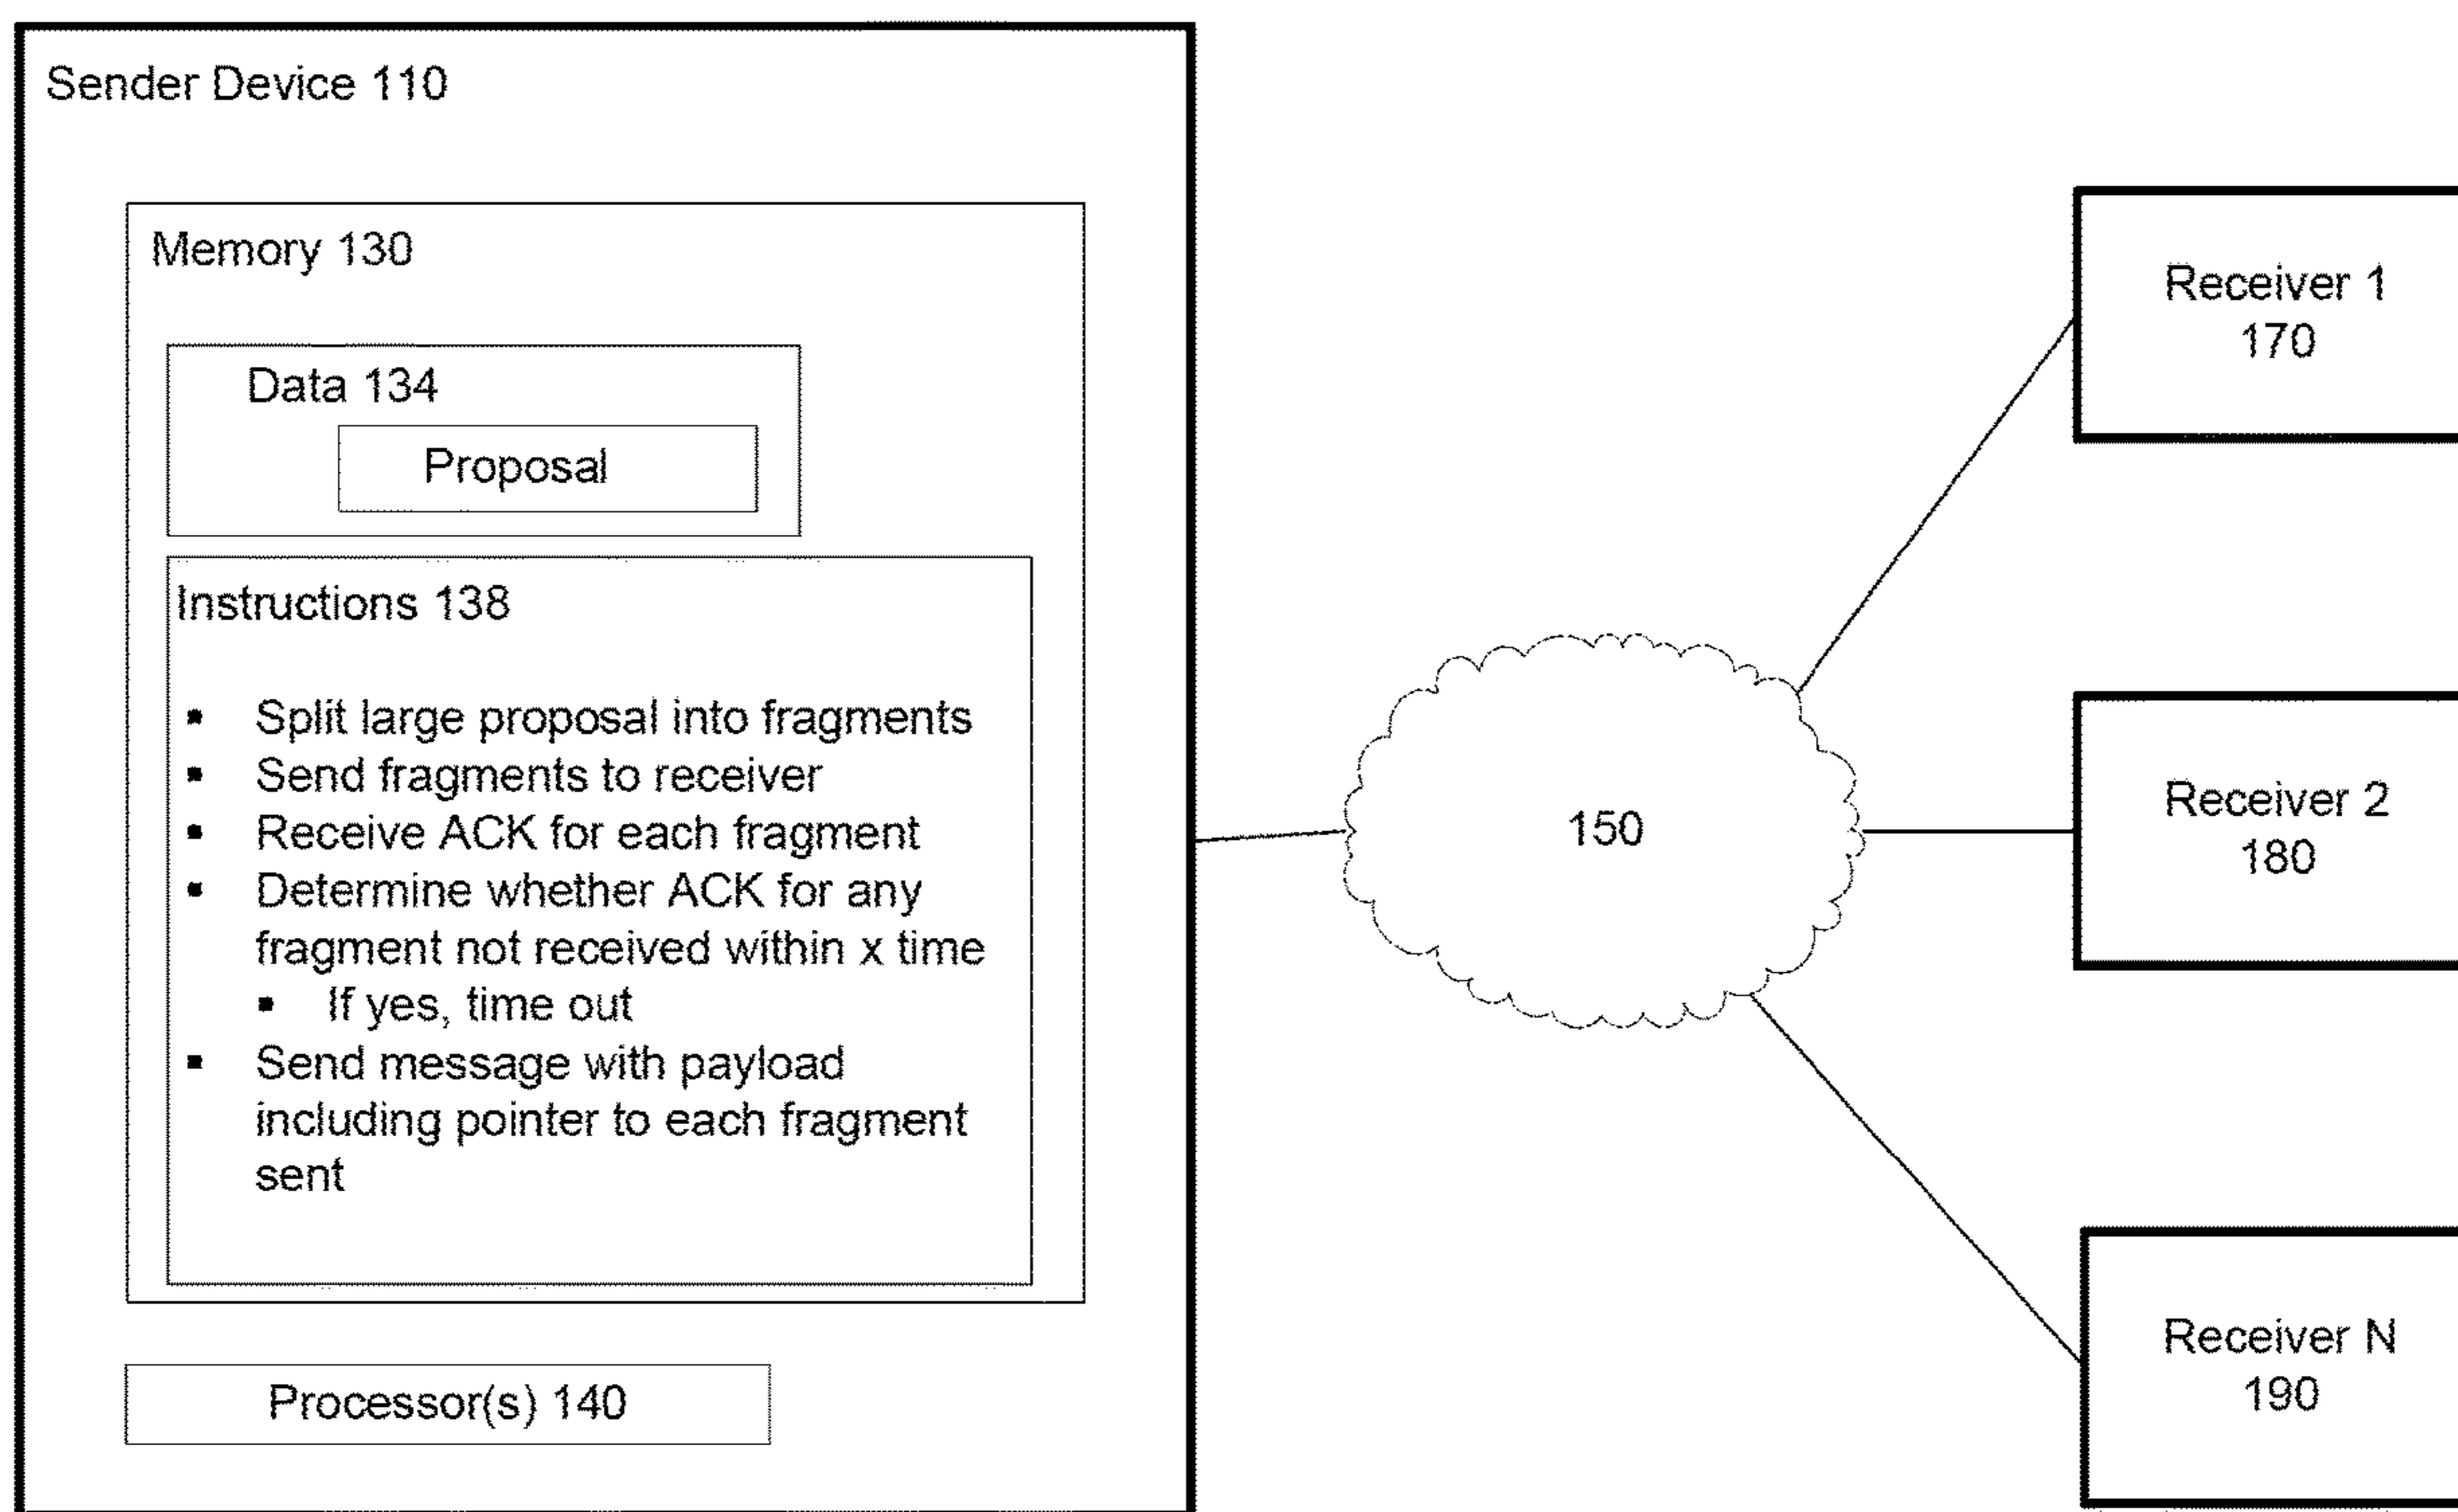 Sender Device 110
Memory 130
Data 134
Proposal
Instructions 138
▪ Split large proposal into fragments
▪ Send fragments to receiver
▪ Receive ACK for each fragment
▪ Determine whether ACK for any
fragment not received within x time
▪ If yes, time out
▪ Send message with payload
including pointer to each fragment
sent
Processor(s) 140
150
Receiver 1
170
Receiver 2
180
Receiver N
190